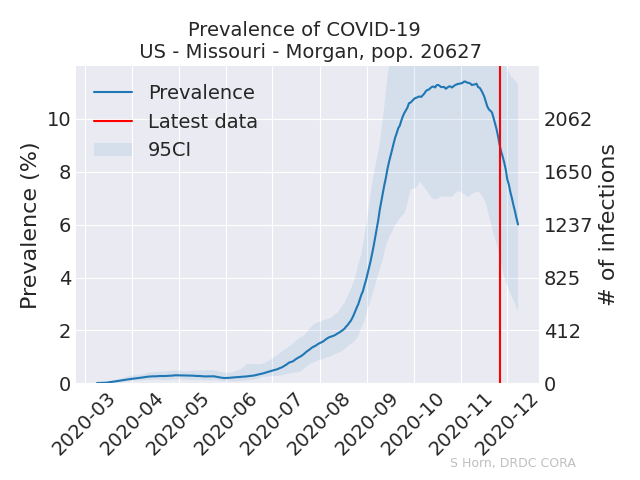 Prevalence of COVID-19
US - Missouri - Morgan, pop. 20627
Prevalence
Latest data
95CI
Prevalence (%)
10
8
6
4
2
0
2062
1650
1237
825
412
0
# of infections
2020-03
2020-04
2020-05
2020-06
2020-07
2020-08
2020-09
2020-10
2020-11
2020-12
S Horn, DRDC CORA